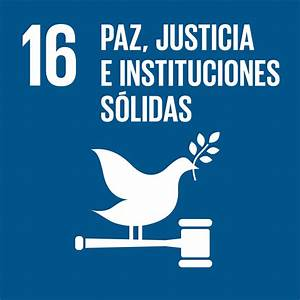 16 PAZ, JUSTICIA
E INSTITUCIONES
SÓLIDAS